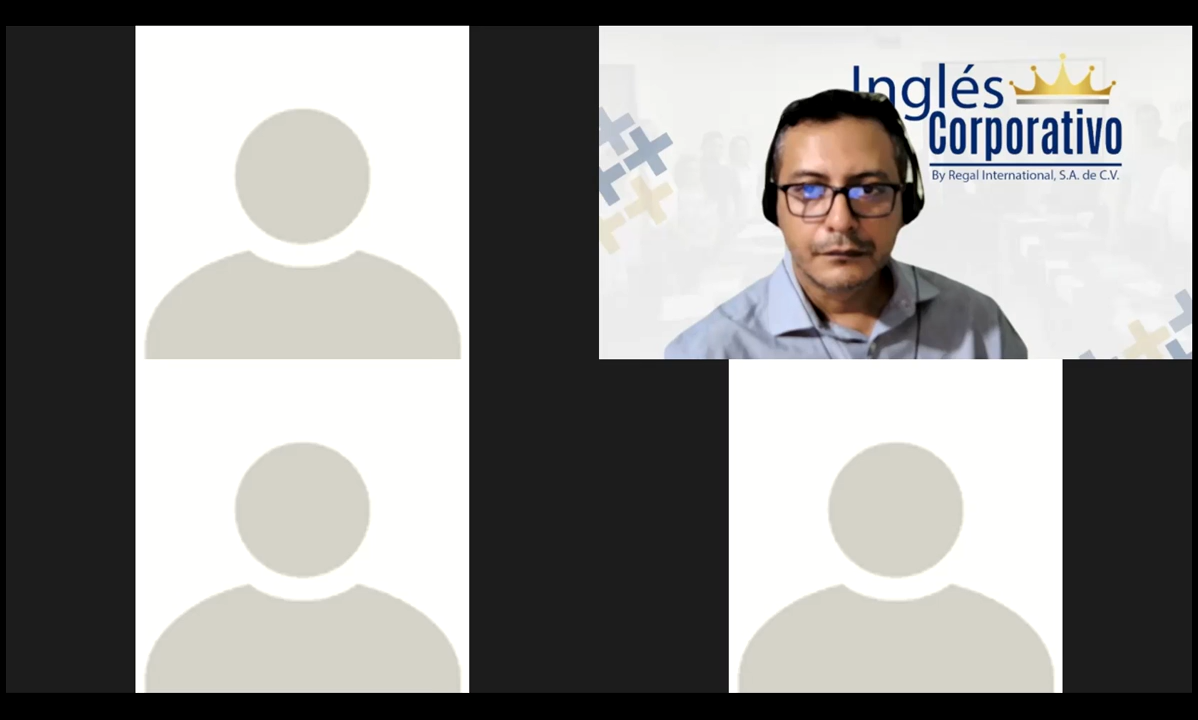 Inglés
Corporativo
By Regal International, S.A. de C.V.